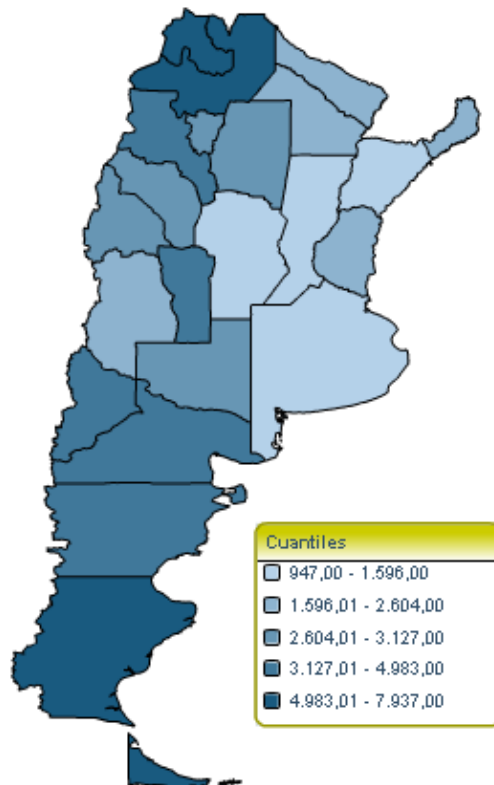 Cuantiles
947,00 - 1.596,00
1.596,01 - 2.604,00
2.604,01 - 3.127,00
3.127,01 - 4.983,00
4.983,01 - 7.937,00